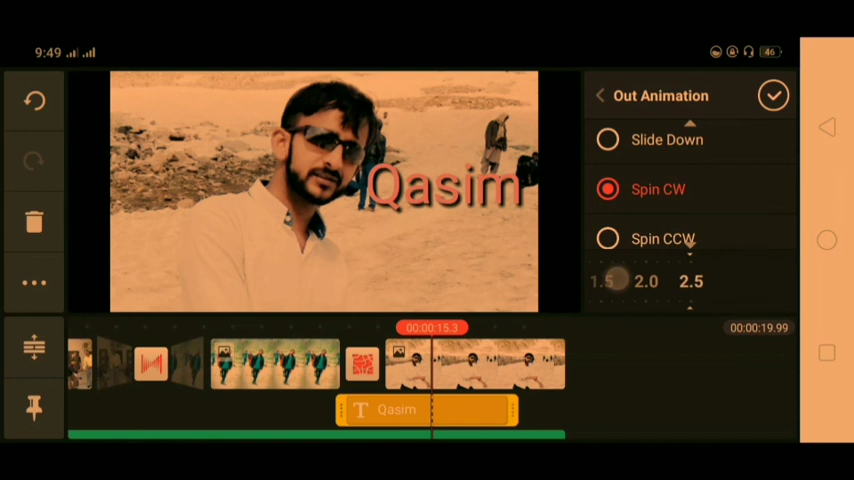 9:49
46
Out Animation
Slide Down
Qasim
Spin CW
Spin CCW
1.5 2.0 2.5
00:00:15.3
00:00:19.99
T Qasim